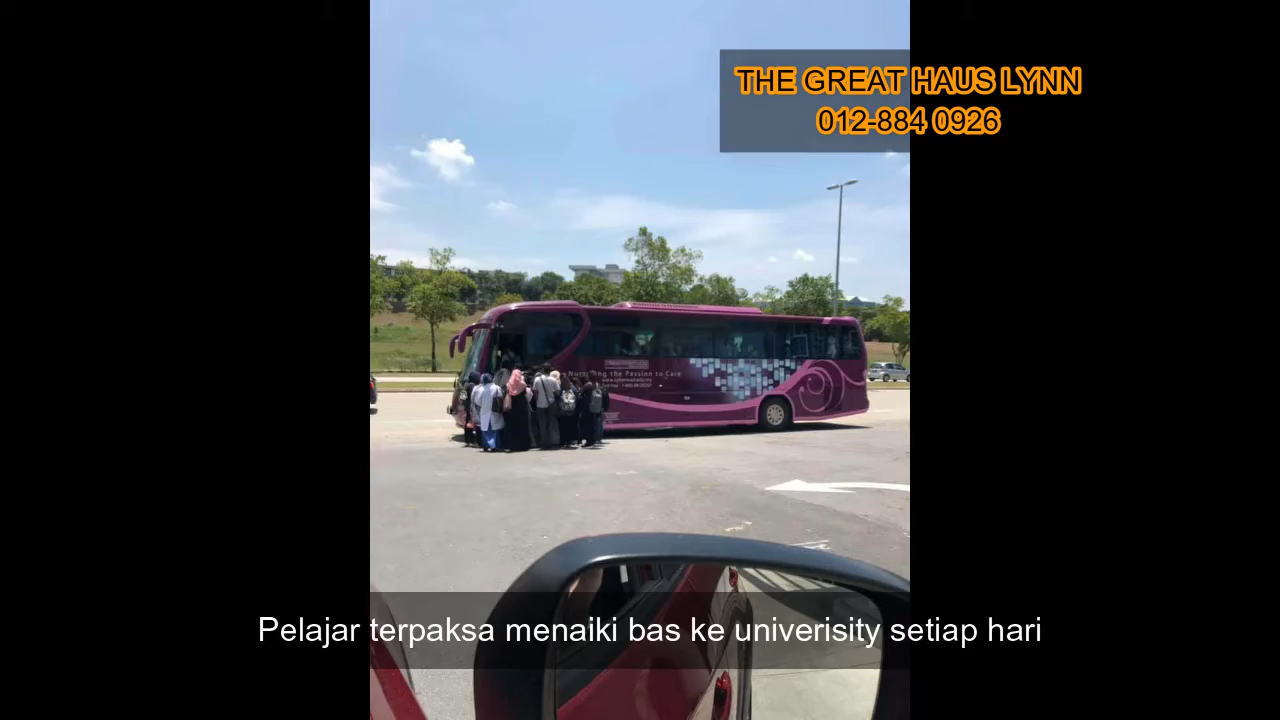 THE GREAT HAUS LYNN
012-884 0926
Nurturing the Passion to Care
Pelajar terpaksa menaiki bas ke univerisity setiap hari